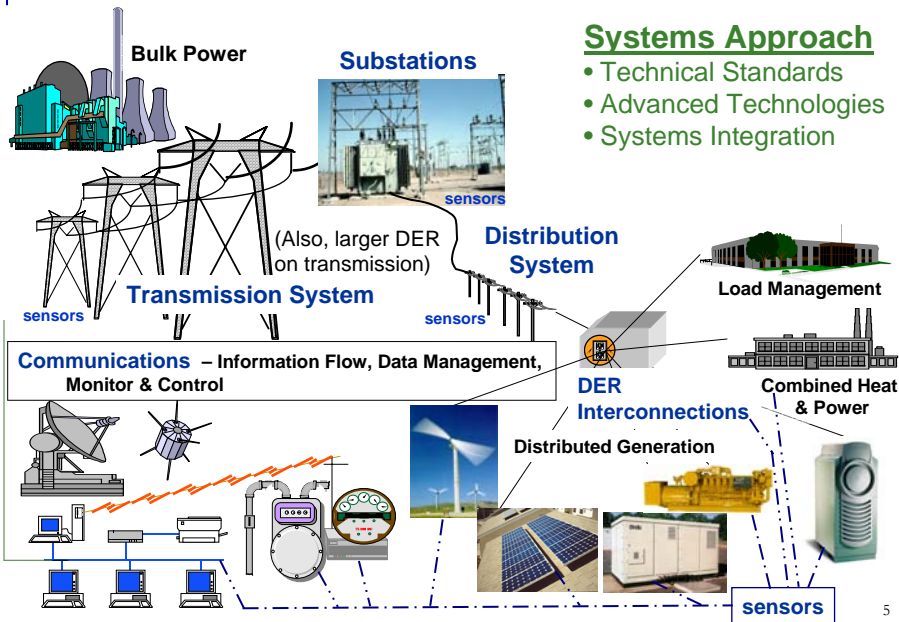 Bulk Power
Substations
Systems Approach
• Technical Standards
• Advanced Technologies
• Systems Integration
sensors
(Also, larger DER
on transmission)
Distribution
System
Transmission System
sensors
sensors
Load Management
Communications – Information Flow, Data Management,
Monitor & Control
DER
Interconnections
Combined Heat
& Power
Distributed Generation
sensors
5